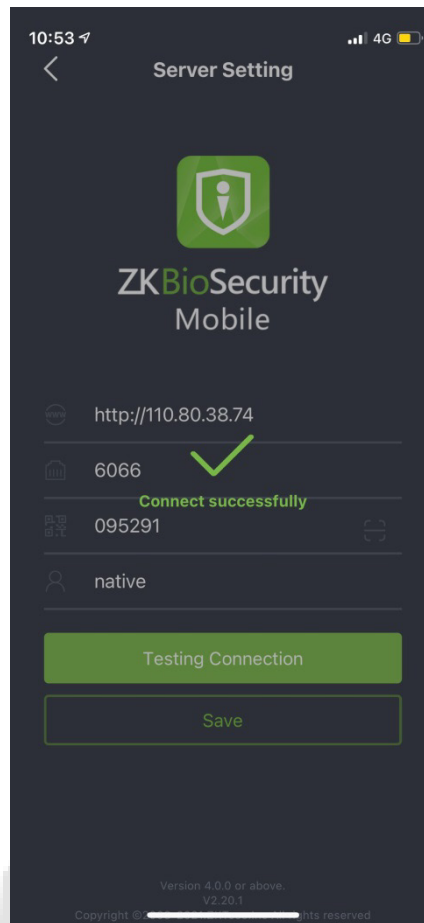 10:53
4G
Server Setting
ZKBioSecurity
Mobile
www
http://110.80.38.74
6066
Connect successfully
095291
native
Testing Connection
Save
Version 4.0.0 or above.
V2.20.1
Copyright ©
reserved